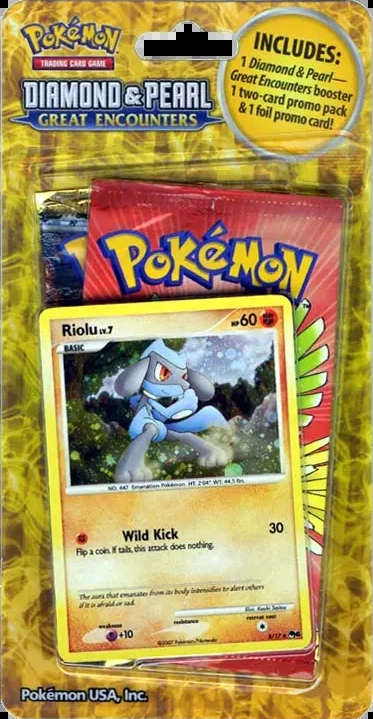 POKéMON
TRADING CARD GAME
DIAMOND & PEARL
GREAT ENCOUNTERS
INCLUDES:
1 Diamond & Pearl—
Great Encounters booster
1 two-card promo pack
& 1 foil promo card!
POKéMON
TM
Riolu LV.7
HP 60
BASIC
NO. 447 Emanation Pokémon. HT: 2'04" WT: 44.5 lbs.
Wild Kick 30
Flip a coin. If tails, this attack does nothing.
The aura that emanates from its body intensifies to alert others
if it is afraid or sad.
Illus. Kouki Saitou
weakness
resistance
retreat cost
+10
©2007 Pokémon/Nintendo
Pokémon USA, Inc.